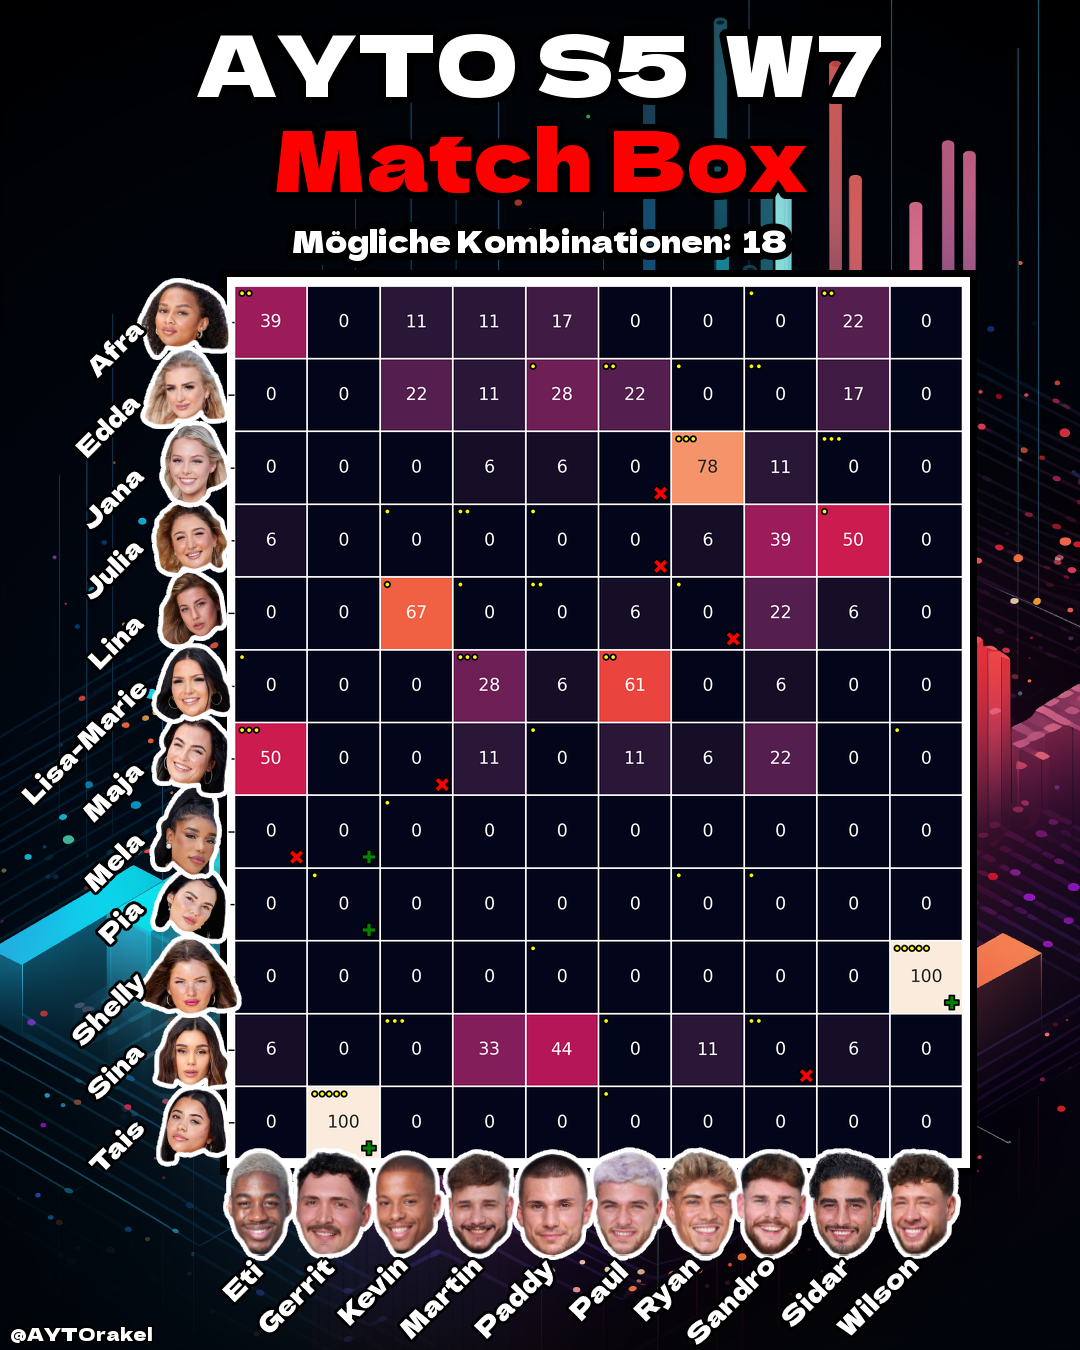 AYTO S5 W7
Match Box
Mögliche Kombinationen: 18
Afra 39 0 11 11 17 0 0 0 22 0
Edda 0 0 22 11 28 22 0 0 17 0
Jana 0 0 0 6 6 0 78 11 0 0
Julia 6 0 0 0 0 0 6 39 50 0
Lina 0 0 67 0 0 6 0 22 6 0
Lisa-Marie 0 0 0 28 6 61 0 6 0 0
Maja 50 0 0 11 0 11 6 22 0 0
Mela 0 0 0 0 0 0 0 0 0 0
Pia 0 0 0 0 0 0 0 0 0 0
Shelly 0 0 0 0 0 0 0 0 0 100
Sina 6 0 0 33 44 0 11 0 6 0
Tais 0 100 0 0 0 0 0 0 0 0
Eti Gerrit Kevin Martin Paddy Paul Ryan Sandro Sidar Wilson
@AYTOrakel